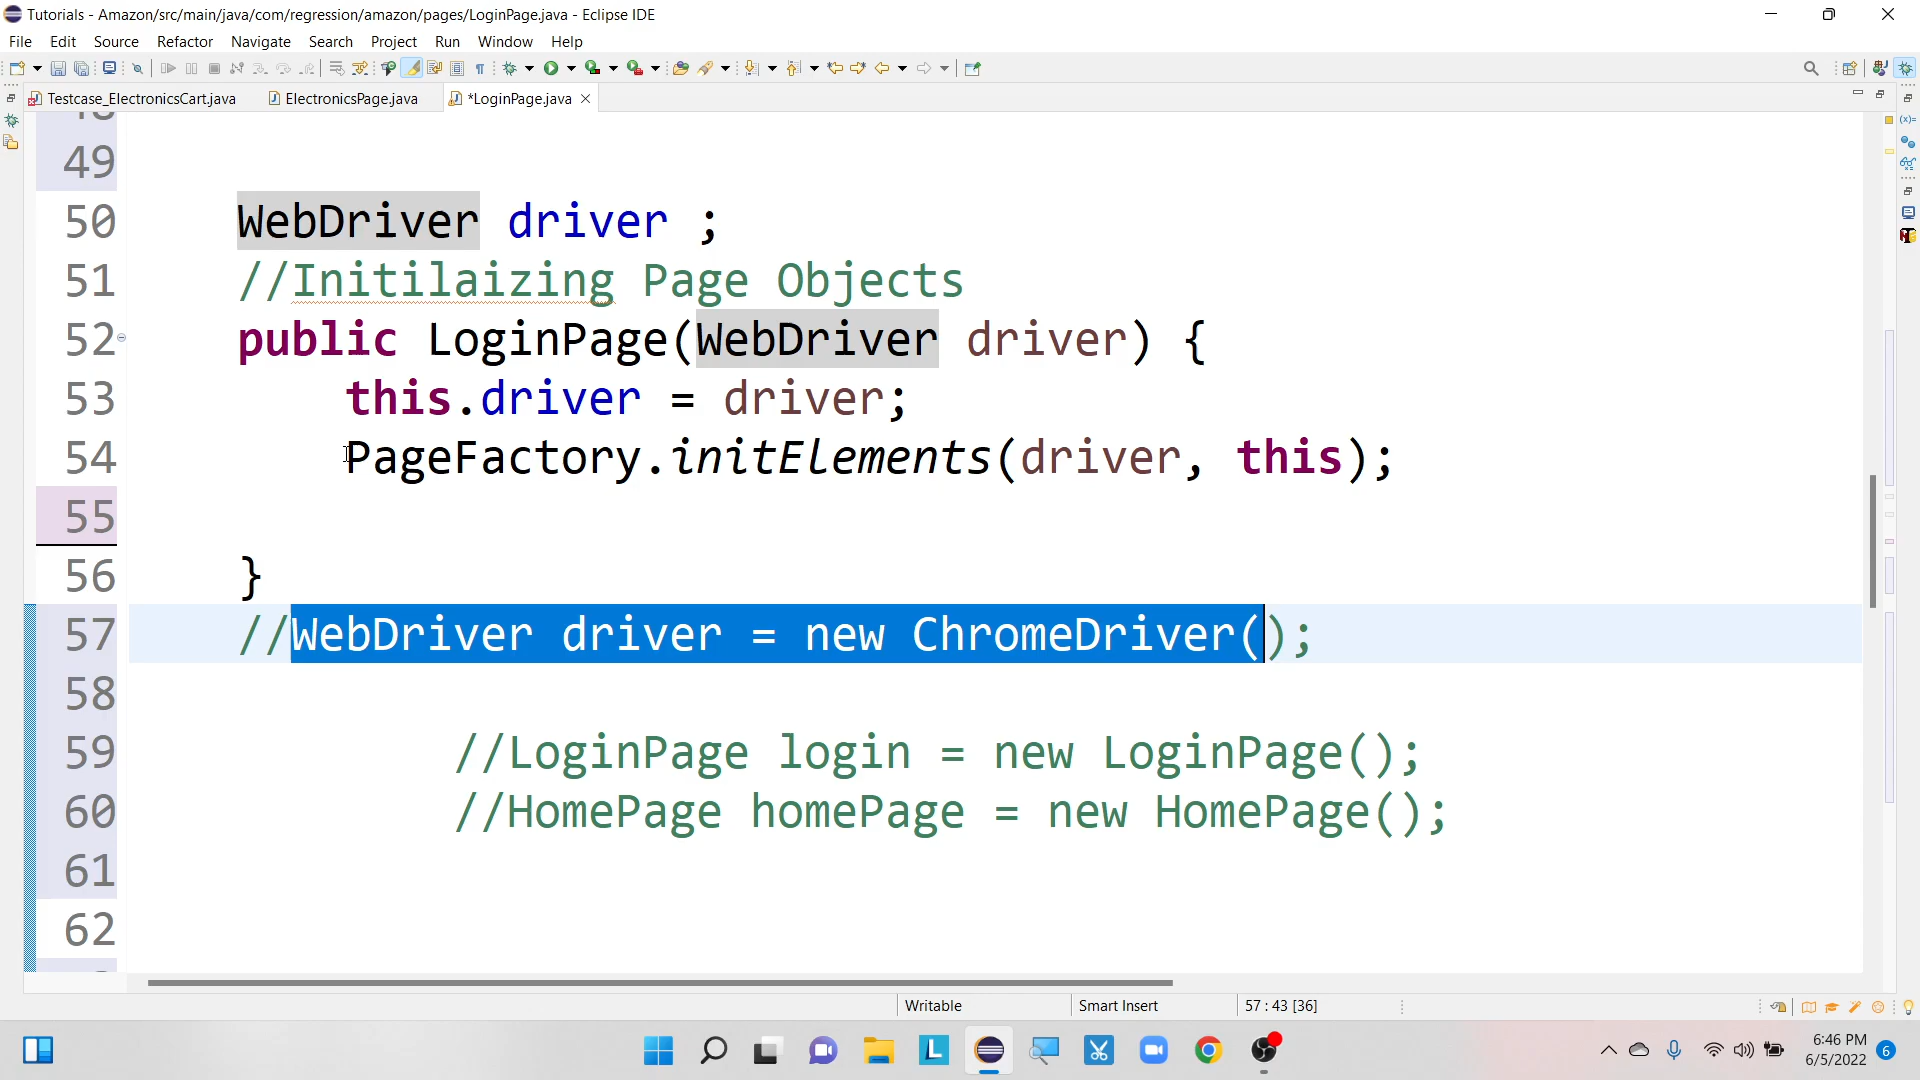 Tutorials - Amazon/src/main/java/com/regression/amazon/pages/LoginPage.java - Eclipse IDE
File Edit Source Refactor Navigate Search Project Run Window Help
Testcase_ElectronicsCart.java ElectronicsPage.java *LoginPage.java
49
50 WebDriver driver ;
51 //Initilaizing Page Objects
52 public LoginPage(WebDriver driver) {
53 this.driver = driver;
54 PageFactory.initElements(driver, this);
55
56 }
57 //WebDriver driver = new ChromeDriver();
58
59 //LoginPage login = new LoginPage();
60 //HomePage homePage = new HomePage();
61
62
Writable Smart Insert 57 : 43 [36]
6:46 PM
6/5/2022 6